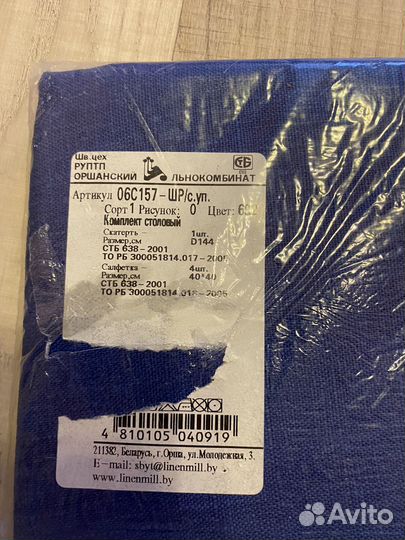 Шв.цех
РУПТП
ОРШАНСКИЙ ЛЬНОКОМБИНАТ
Артикул 06С157-ШР/с.уп.
Сорт 1 Рисунок: 0 Цвет:
Комплект столовый
Скатерть – 1шт.
Размер,см D144
СТБ 638-2001
ТО РБ 300051814.017-2005
Салфетка – 4шт.
Размер,см 40*40
СТБ 638-2001
ТО РБ 300051814.018-2005
4 810105 040919
211382, Беларусь, г.Орша, ул.Молодежная, 3.
E-mail: sbyt@linenmill.by
www.linenmill.by
Avito